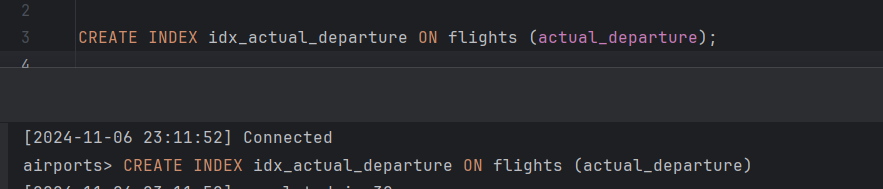 2
3 CREATE INDEX idx_actual_departure ON flights (actual_departure);
4
[2024-11-06 23:11:52] Connected
airports> CREATE INDEX idx_actual_departure ON flights (actual_departure)